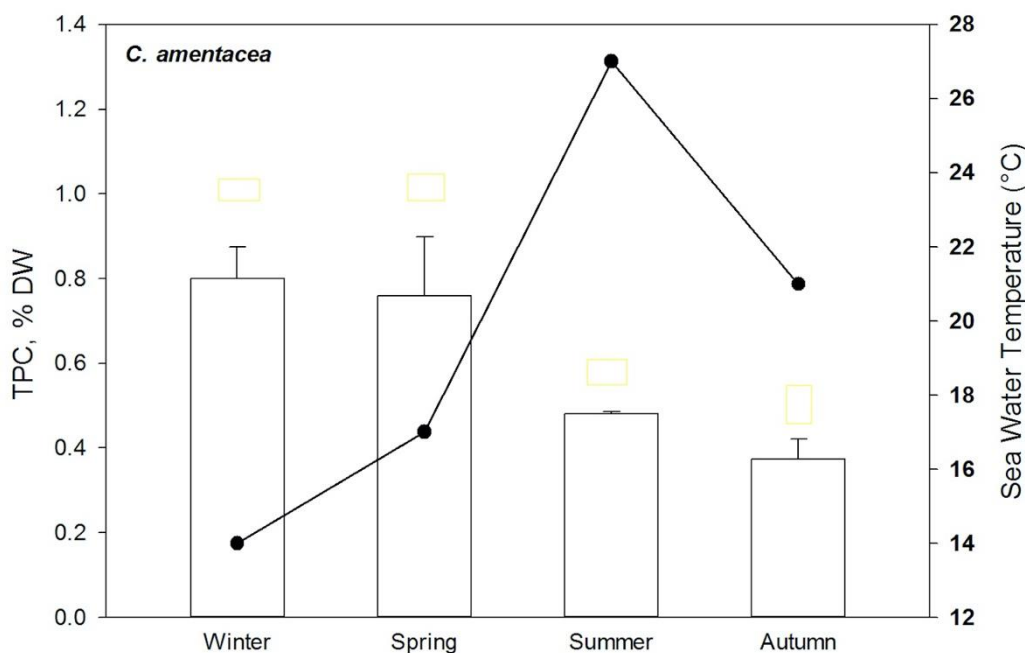 C. amentacea
TPC, % DW
1.4
1.2
1.0
0.8
0.6
0.4
0.2
0.0
Winter
Spring
Summer
Autumn
28
26
24
22
20
18
16
14
12
Sea Water Temperature (°C)